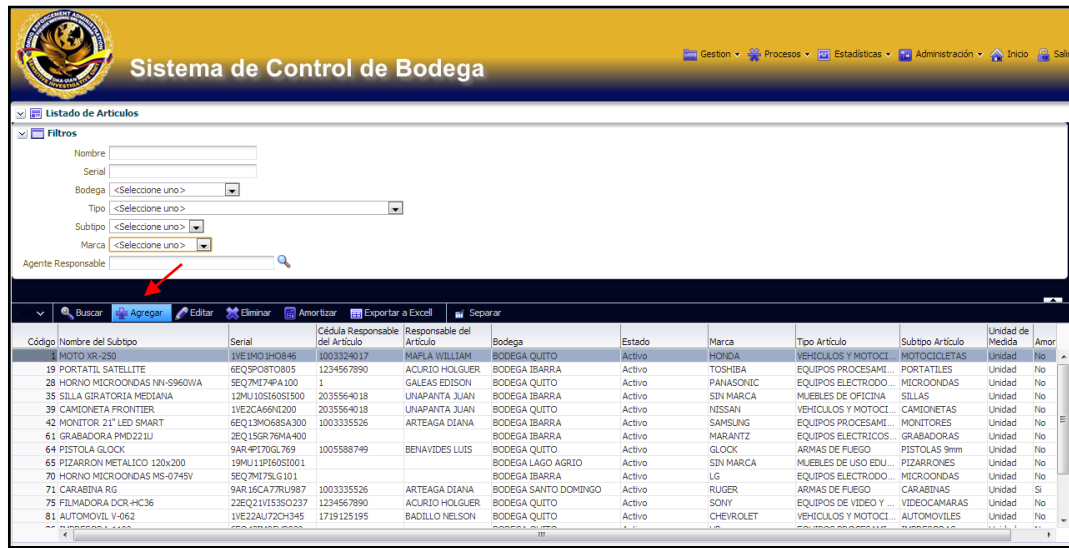 DRUG ENFORCEMENT ADMINISTRATION
SENSITIVE INVESTIGATIVE UNIT
Sistema de Control de Bodega
Gestion Procesos Estadísticas Administración Inicio Sali
Listado de Articulos
Filtros
Nombre
Serial
Bodega <Seleccione uno>
Tipo <Seleccione uno>
Subtipo <Seleccione uno>
Marca <Seleccione uno>
Agente Responsable
Buscar Agregar Editar Eliminar Amortizar Exportar a Excell Separar
Código Nombre del Subtipo Serial Cédula Responsable del Artículo Responsable del Artículo Bodega Estado Marca Tipo Artículo Subtipo Artículo Unidad de Medida Amor
1 MOTO XR-250 1VE1MO1HO846 1003324017 MAFLA WILLIAM BODEGA QUITO Activo HONDA VEHICULOS Y MOTOCI... MOTOCICLETAS Unidad No
19 PORTATIL SATELLITE 6EQ5PO8TO805 1234567890 ACURIO HOLGUER BODEGA IBARRA Activo TOSHIBA EQUIPOS PROCESAMI... PORTATILES Unidad No
28 HORNO MICROONDAS NN-S960WA 5EQ7MI74PA100 1 GALEAS EDISON BODEGA QUITO Activo PANASONIC EQUIPOS ELECTRODO... MICROONDAS Unidad No
35 SILLA GIRATORIA MEDIANA 12MU10SI60SI500 2035564018 UNAPANTA JUAN BODEGA IBARRA Activo SIN MARCA MUEBLES DE OFICINA SILLAS Unidad No
39 CAMIONETA FRONTIER 1VE2CA66NI200 2035564018 UNAPANTA JUAN BODEGA QUITO Activo NISSAN VEHICULOS Y MOTOCI... CAMIONETAS Unidad No
42 MONITOR 21" LED SMART 6EQ13MO68SA300 1003335526 ARTEAGA DIANA BODEGA IBARRA Activo SAMSUNG EQUIPOS PROCESAMI... MONITORES Unidad No
61 GRABADORA PMD221U 2EQ15GR76MA400 BODEGA IBARRA Activo MARANTZ EQUIPOS ELECTRICOS... GRABADORAS Unidad No
64 PISTOLA GLOCK 9AR4PI70GL769 1005588749 BENAVIDES LUIS BODEGA QUITO Activo GLOCK ARMAS DE FUEGO PISTOLAS 9mm Unidad No
65 PIZARRON METALICO 120x200 19MU11PI60SI001 BODEGA LAGO AGRIO Activo SIN MARCA MUEBLES DE USO EDU... PIZARRONES Unidad No
70 HORNO MICROONDAS MS-0745V 5EQ7MI75LG101 BODEGA IBARRA Activo LG EQUIPOS ELECTRODO... MICROONDAS Unidad No
71 CARABINA RG 9AR16CA77RU987 1003335526 ARTEAGA DIANA BODEGA SANTO DOMINGO Activo RUGER ARMAS DE FUEGO CARABINAS Unidad Si
75 FILMADORA DCR-HC36 22EQ21VI53SO237 1234567890 ACURIO HOLGUER BODEGA QUITO Activo SONY EQUIPOS DE VIDEO Y ... VIDEOCAMARAS Unidad No
81 AUTOMOVIL V-062 1VE22AU72CH345 1719125195 BADILLO NELSON BODEGA QUITO Activo CHEVROLET VEHICULOS Y MOTOCI... AUTOMOVILES Unidad No